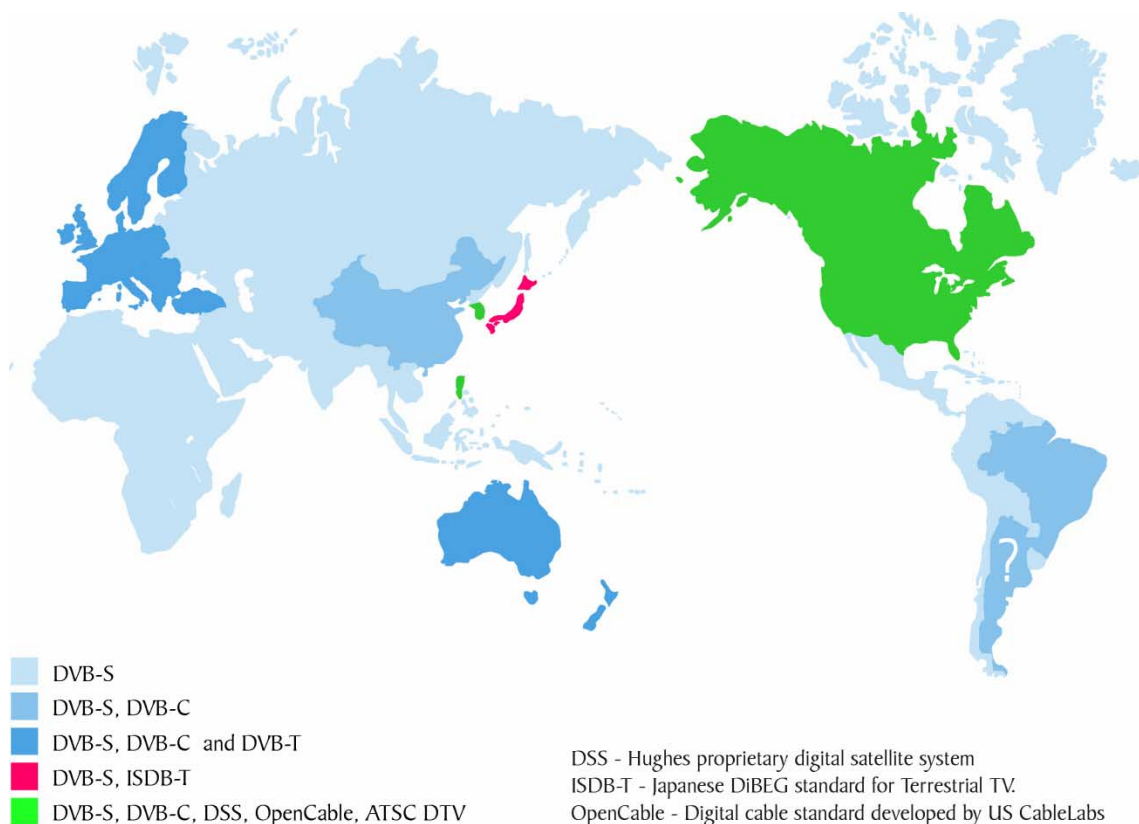 ?
DVB-S
DVB-S, DVB-C
DVB-S, DVB-C and DVB-T
DVB-S, ISDB-T
DVB-S, DVB-C, DSS, OpenCable, ATSC DTV
DSS - Hughes proprietary digital satellite system
ISDB-T - Japanese DiBEG standard for Terrestrial TV.
OpenCable - Digital cable standard developed by US CableLabs